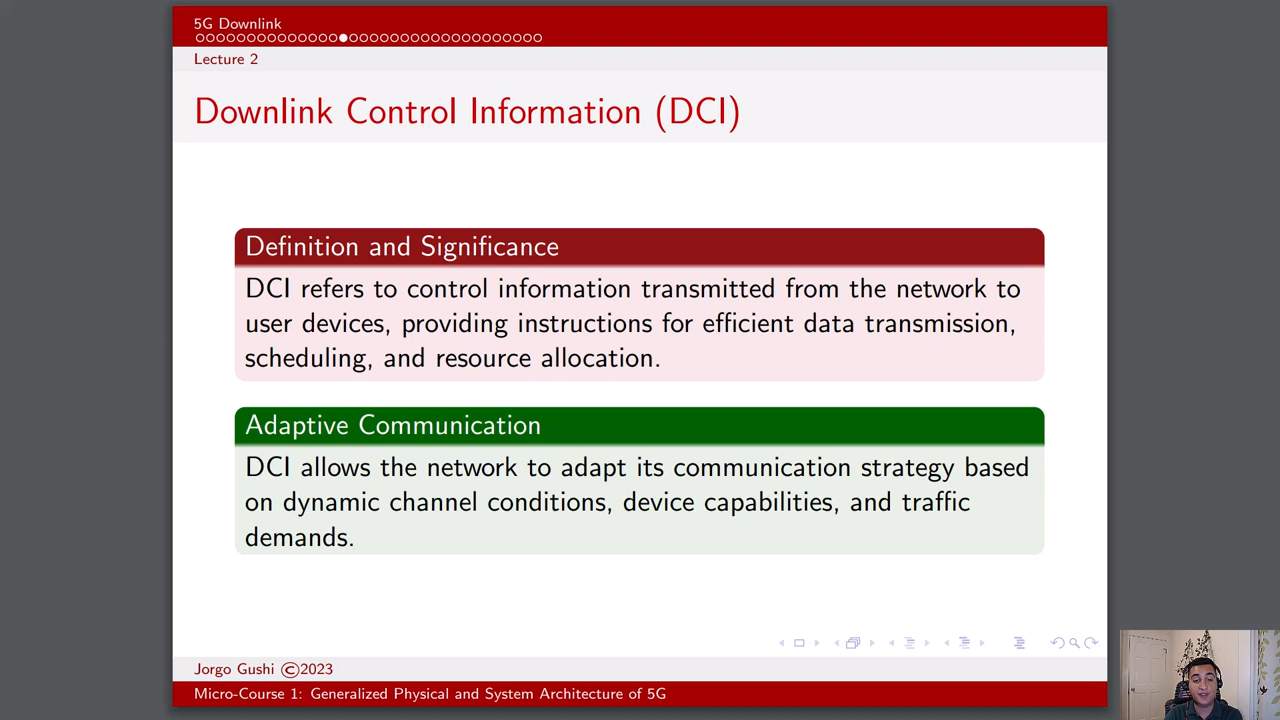 5G Downlink
Lecture 2
Downlink Control Information (DCI)
Definition and Significance
DCI refers to control information transmitted from the network to
user devices, providing instructions for efficient data transmission,
scheduling, and resource allocation.
Adaptive Communication
DCI allows the network to adapt its communication strategy based
on dynamic channel conditions, device capabilities, and traffic
demands.
Jorgo Gushi ©2023
Micro-Course 1: Generalized Physical and System Architecture of 5G